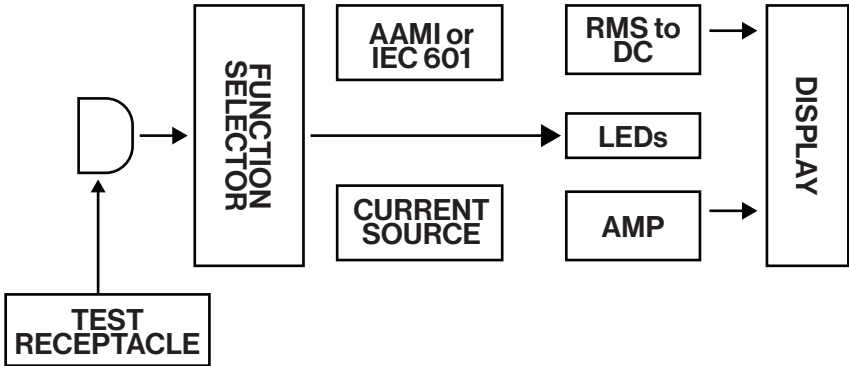 TEST
RECEPTACLE
FUNCTION
SELECTOR
AAMI or
IEC 601
CURRENT
SOURCE
RMS to
DC
LEDs
AMP
DISPLAY